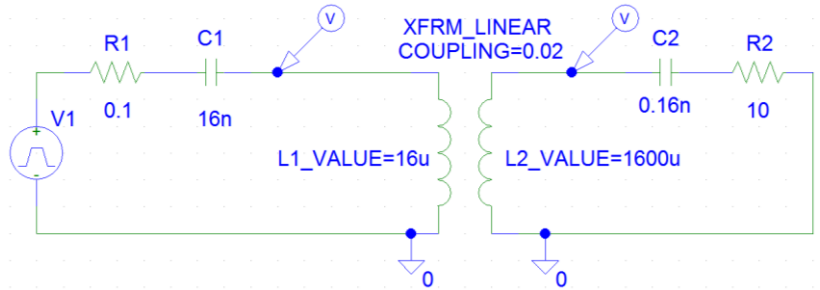 V
V
XFRM_LINEAR
COUPLING=0.02
R1
C1
C2
R2
0.1
16n
0.16n
10
V1
+
-
L1_VALUE=16u
L2_VALUE=1600u
0
0